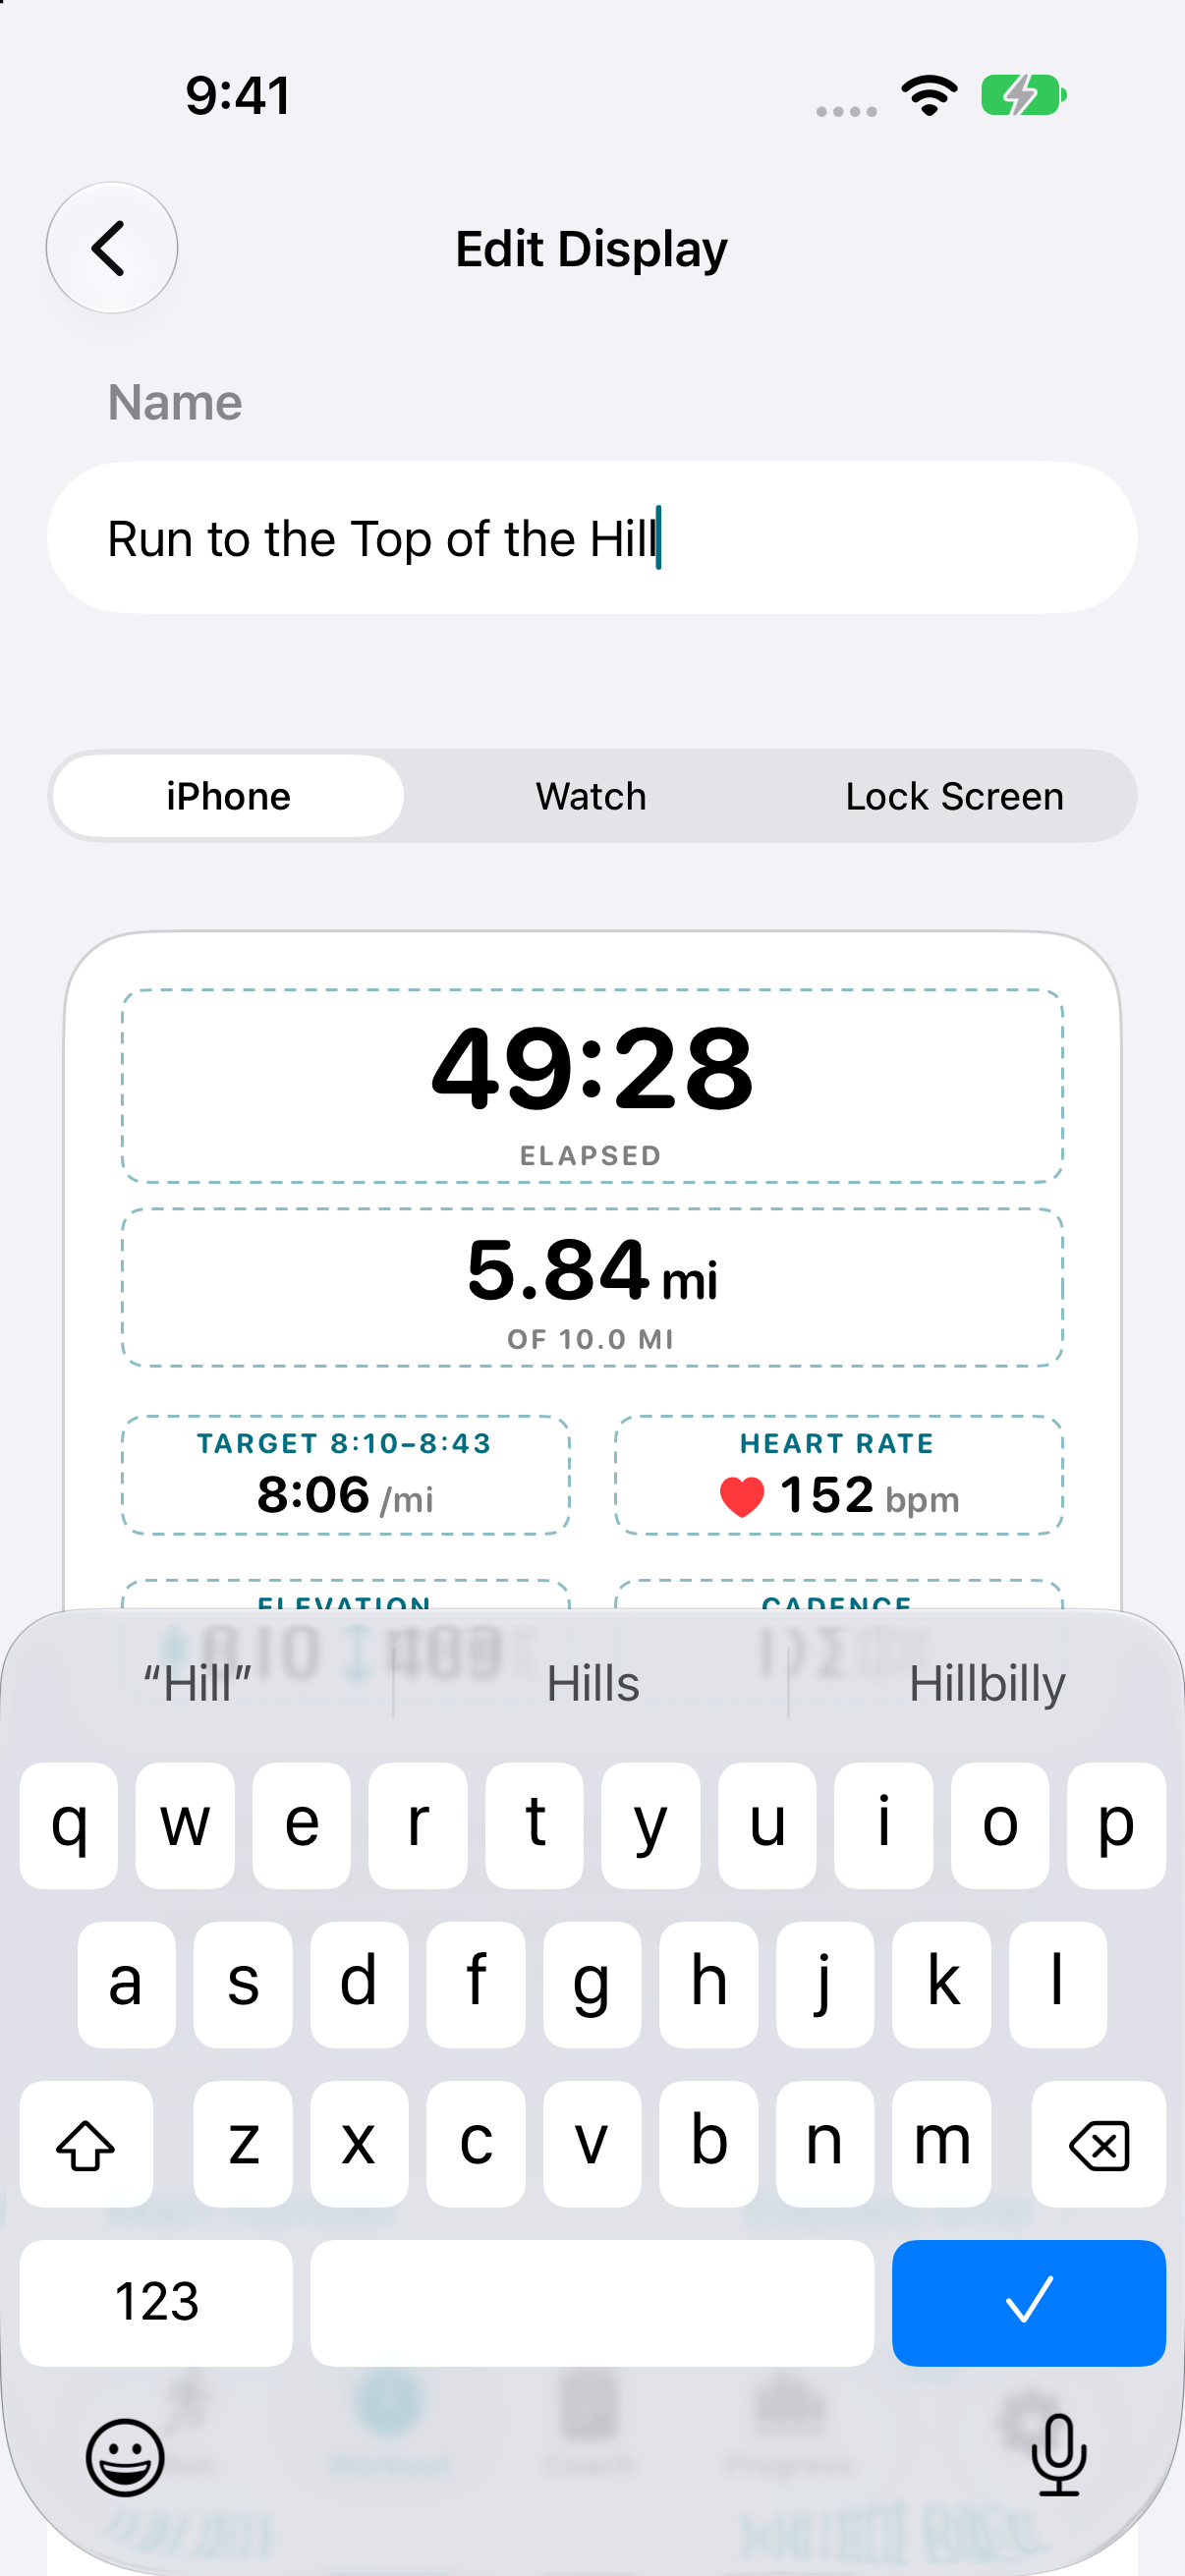 9:41
Edit Display
Name
Run to the Top of the Hill
iPhone Watch Lock Screen
49:28
ELAPSED
5.84 mi
OF 10.0 MI
TARGET 8:10–8:43 HEART RATE
8:06 /mi 152 bpm
ELEVATION CADENCE
“Hill” Hills Hillbilly
q w e r t y u i o p
a s d f g h j k l
z x c v b n m
123